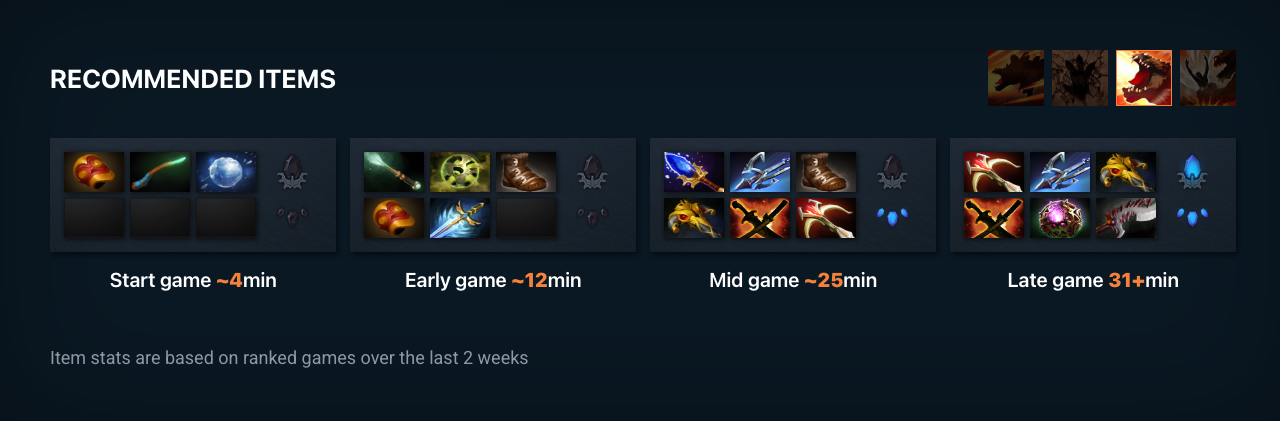 RECOMMENDED ITEMS
Start game ~4min
Early game ~12min
Mid game ~25min
Late game 31+min
Item stats are based on ranked games over the last 2 weeks